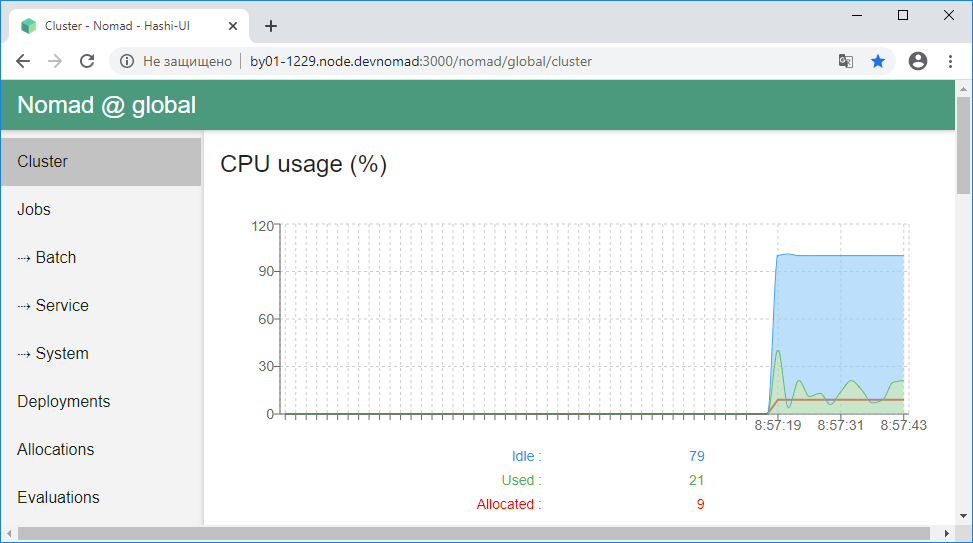 Cluster - Nomad - Hashi-UI
Не защищено | by01-1229.node.devnomad:3000/nomad/global/cluster
Nomad @ global
Cluster
Jobs
⤏ Batch
⤏ Service
⤏ System
Deployments
Allocations
Evaluations
CPU usage (%)
120
90
60
30
0
8:57:19 8:57:31 8:57:43
Idle : 79
Used : 21
Allocated : 9